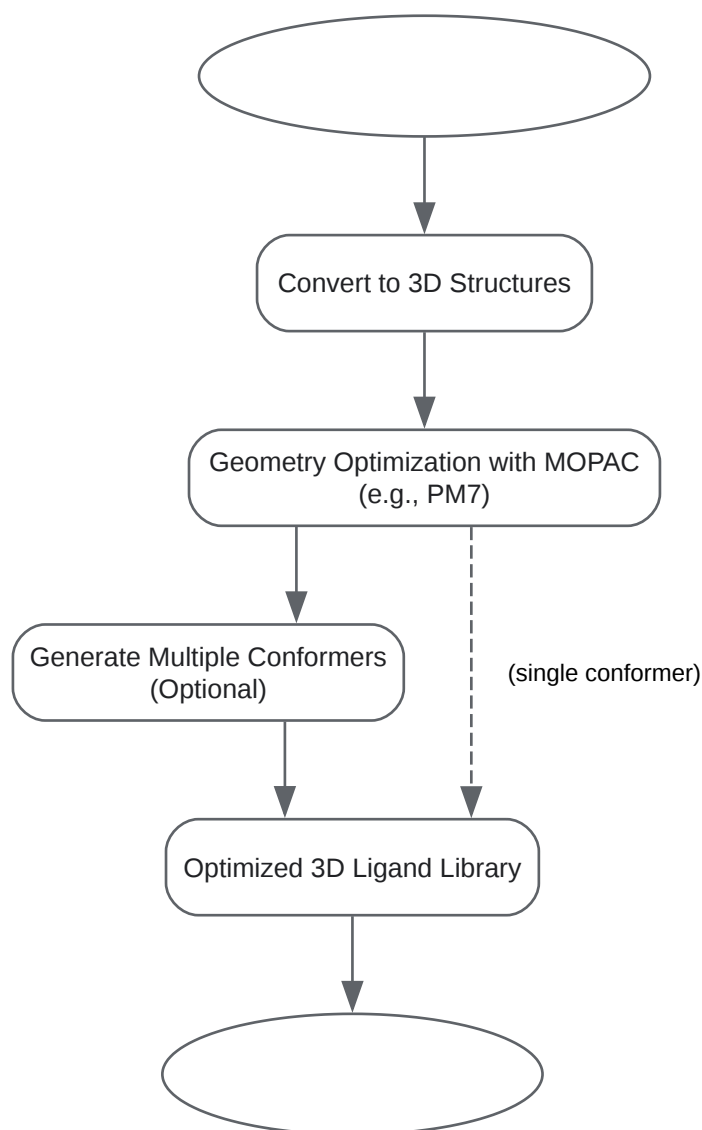 Convert to 3D Structures
Geometry Optimization with MOPAC
(e.g., PM7)
Generate Multiple Conformers
(Optional)
(single conformer)
Optimized 3D Ligand Library